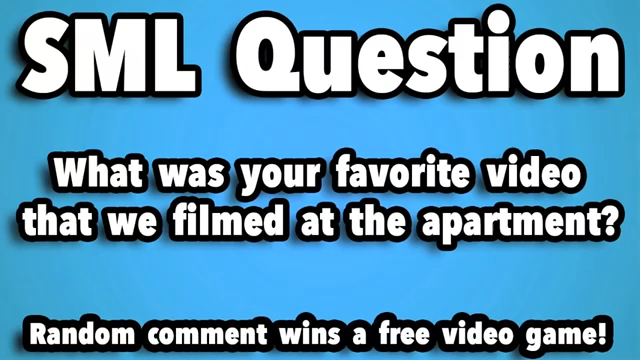 SML Question
What was your favorite video
that we filmed at the apartment?
Random comment wins a free video game!